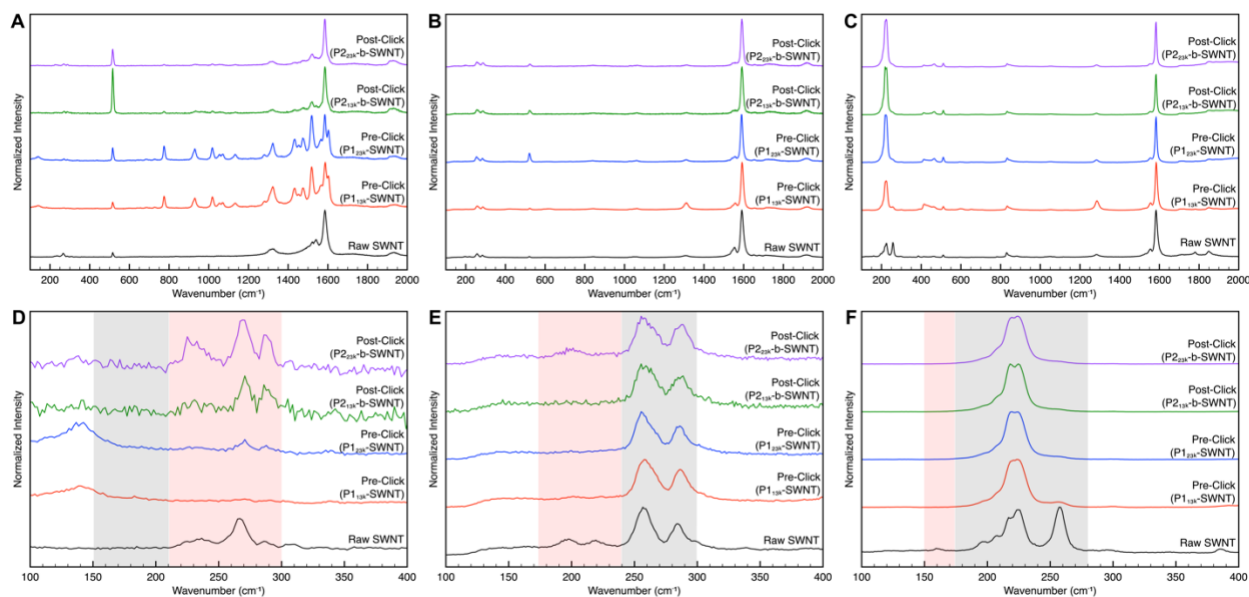 A
Normalized Intensity
Post-Click
(P2₂₃ₖ-b-SWNT)
Post-Click
(P2₁₃ₖ-b-SWNT)
Pre-Click
(P1₂₃ₖ-SWNT)
Pre-Click
(P1₁₃ₖ-SWNT)
Raw SWNT
200 400 600 800 1000 1200 1400 1600 1800 2000
Wavenumber (cm⁻¹)
B
Normalized Intensity
Post-Click
(P2₂₃ₖ-b-SWNT)
Post-Click
(P2₁₃ₖ-b-SWNT)
Pre-Click
(P1₂₃ₖ-SWNT)
Pre-Click
(P1₁₃ₖ-SWNT)
Raw SWNT
200 400 600 800 1000 1200 1400 1600 1800 2000
Wavenumber (cm⁻¹)
C
Normalized Intensity
Post-Click
(P2₂₃ₖ-b-SWNT)
Post-Click
(P2₁₃ₖ-b-SWNT)
Pre-Click
(P1₂₃ₖ-SWNT)
Pre-Click
(P1₁₃ₖ-SWNT)
Raw SWNT
200 400 600 800 1000 1200 1400 1600 1800 2000
Wavenumber (cm⁻¹)
D
Normalized Intensity
Post-Click
(P2₂₃ₖ-b-SWNT)
Post-Click
(P2₁₃ₖ-b-SWNT)
Pre-Click
(P1₂₃ₖ-SWNT)
Pre-Click
(P1₁₃ₖ-SWNT)
Raw SWNT
100 150 200 250 300 350 400
Wavenumber (cm⁻¹)
E
Normalized Intensity
Post-Click
(P2₂₃ₖ-b-SWNT)
Post-Click
(P2₁₃ₖ-b-SWNT)
Pre-Click
(P1₂₃ₖ-SWNT)
Pre-Click
(P1₁₃ₖ-SWNT)
Raw SWNT
100 150 200 250 300 350 400
Wavenumber (cm⁻¹)
F
Normalized Intensity
Post-Click
(P2₂₃ₖ-b-SWNT)
Post-Click
(P2₁₃ₖ-b-SWNT)
Pre-Click
(P1₂₃ₖ-SWNT)
Pre-Click
(P1₁₃ₖ-SWNT)
Raw SWNT
100 150 200 250 300 350 400
Wavenumber (cm⁻¹)